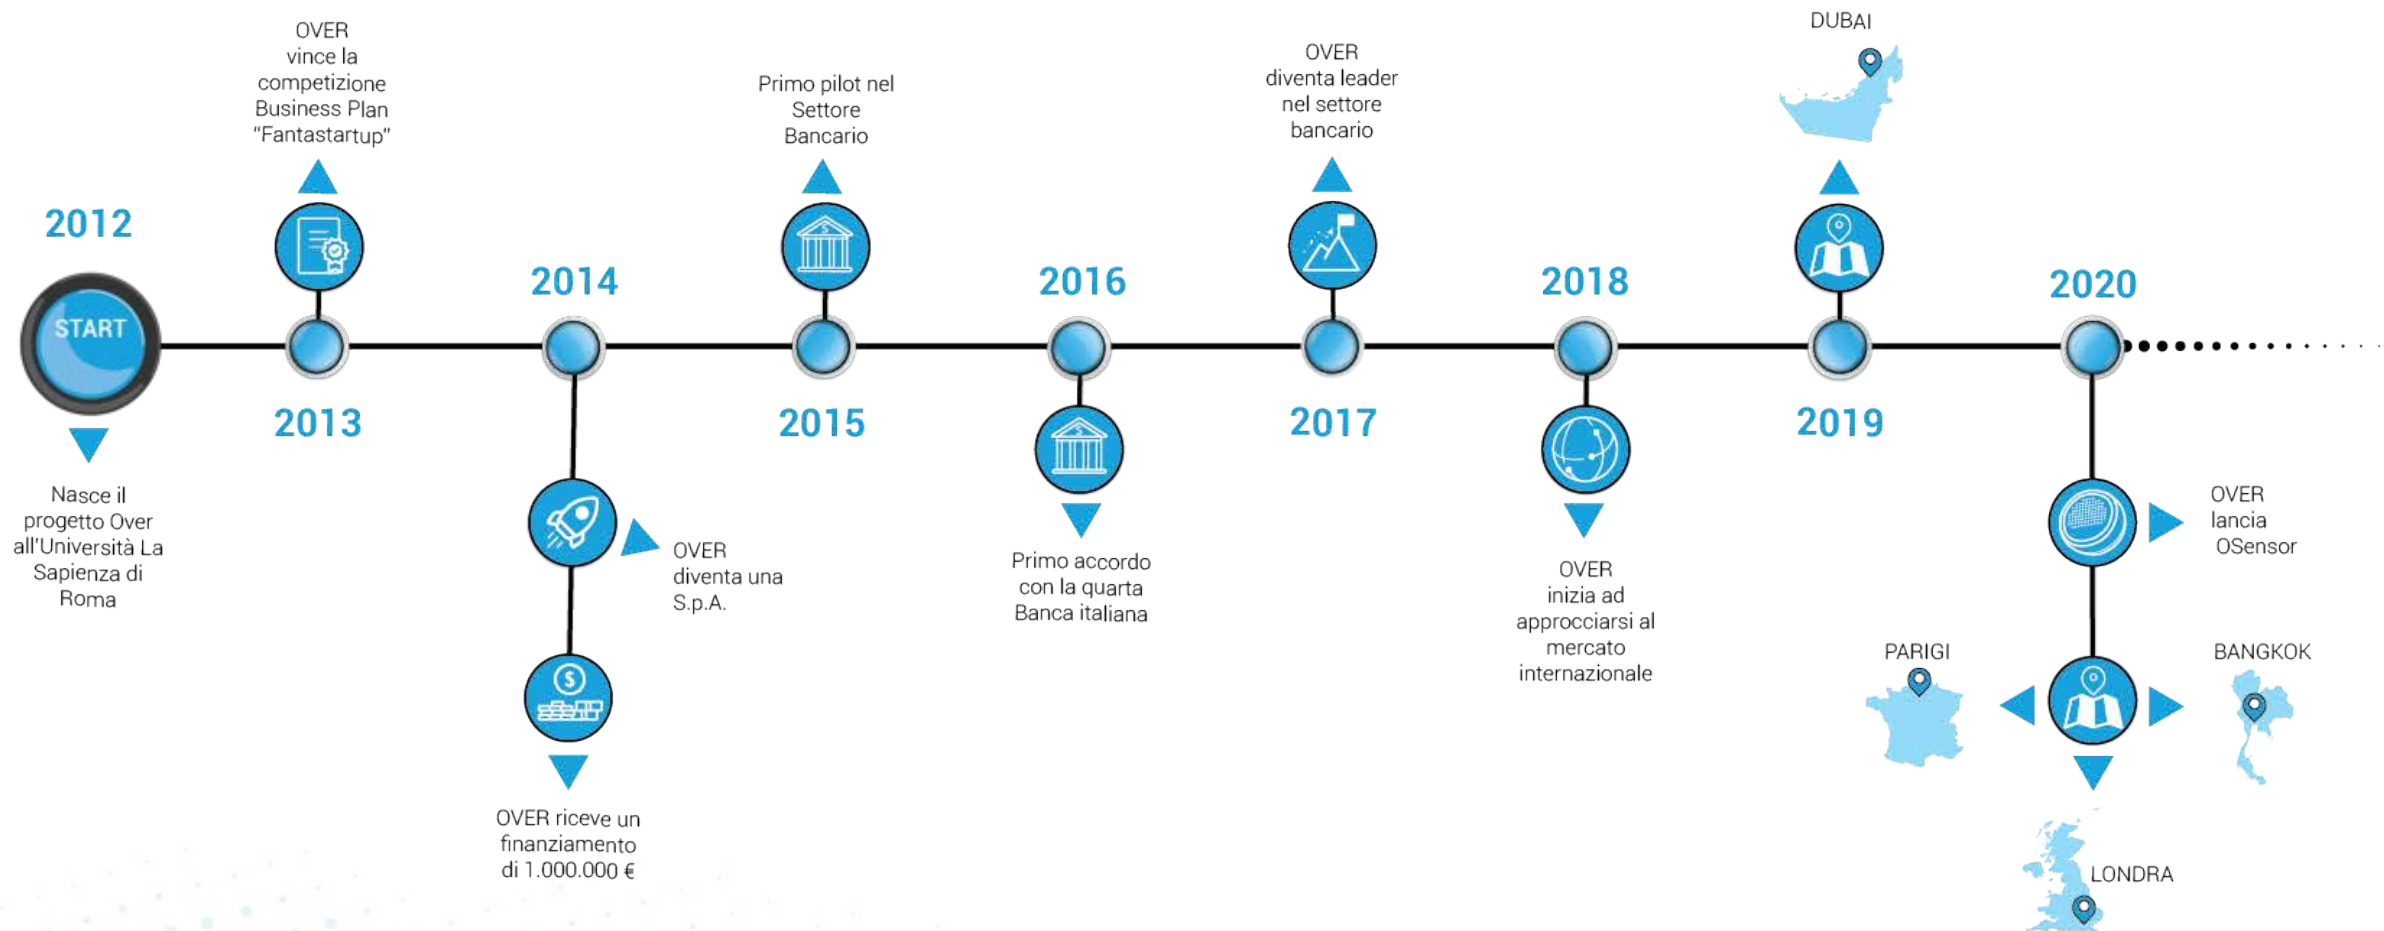 2012
START
Nasce il
progetto Over
all'Università La
Sapienza di
Roma
OVER
vince la
competizione
Business Plan
"Fantastartup"
2013
2014
OVER
diventa una
S.p.A.
OVER riceve un
finanziamento
di 1.000.000 €
Primo pilot nel
Settore
Bancario
2015
2016
Primo accordo
con la quarta
Banca italiana
OVER
diventa leader
nel settore
bancario
2017
2018
OVER
inizia ad
approcciarsi al
mercato
internazionale
DUBAI
2019
2020
OVER
lancia
OSensor
PARIGI
BANGKOK
LONDRA